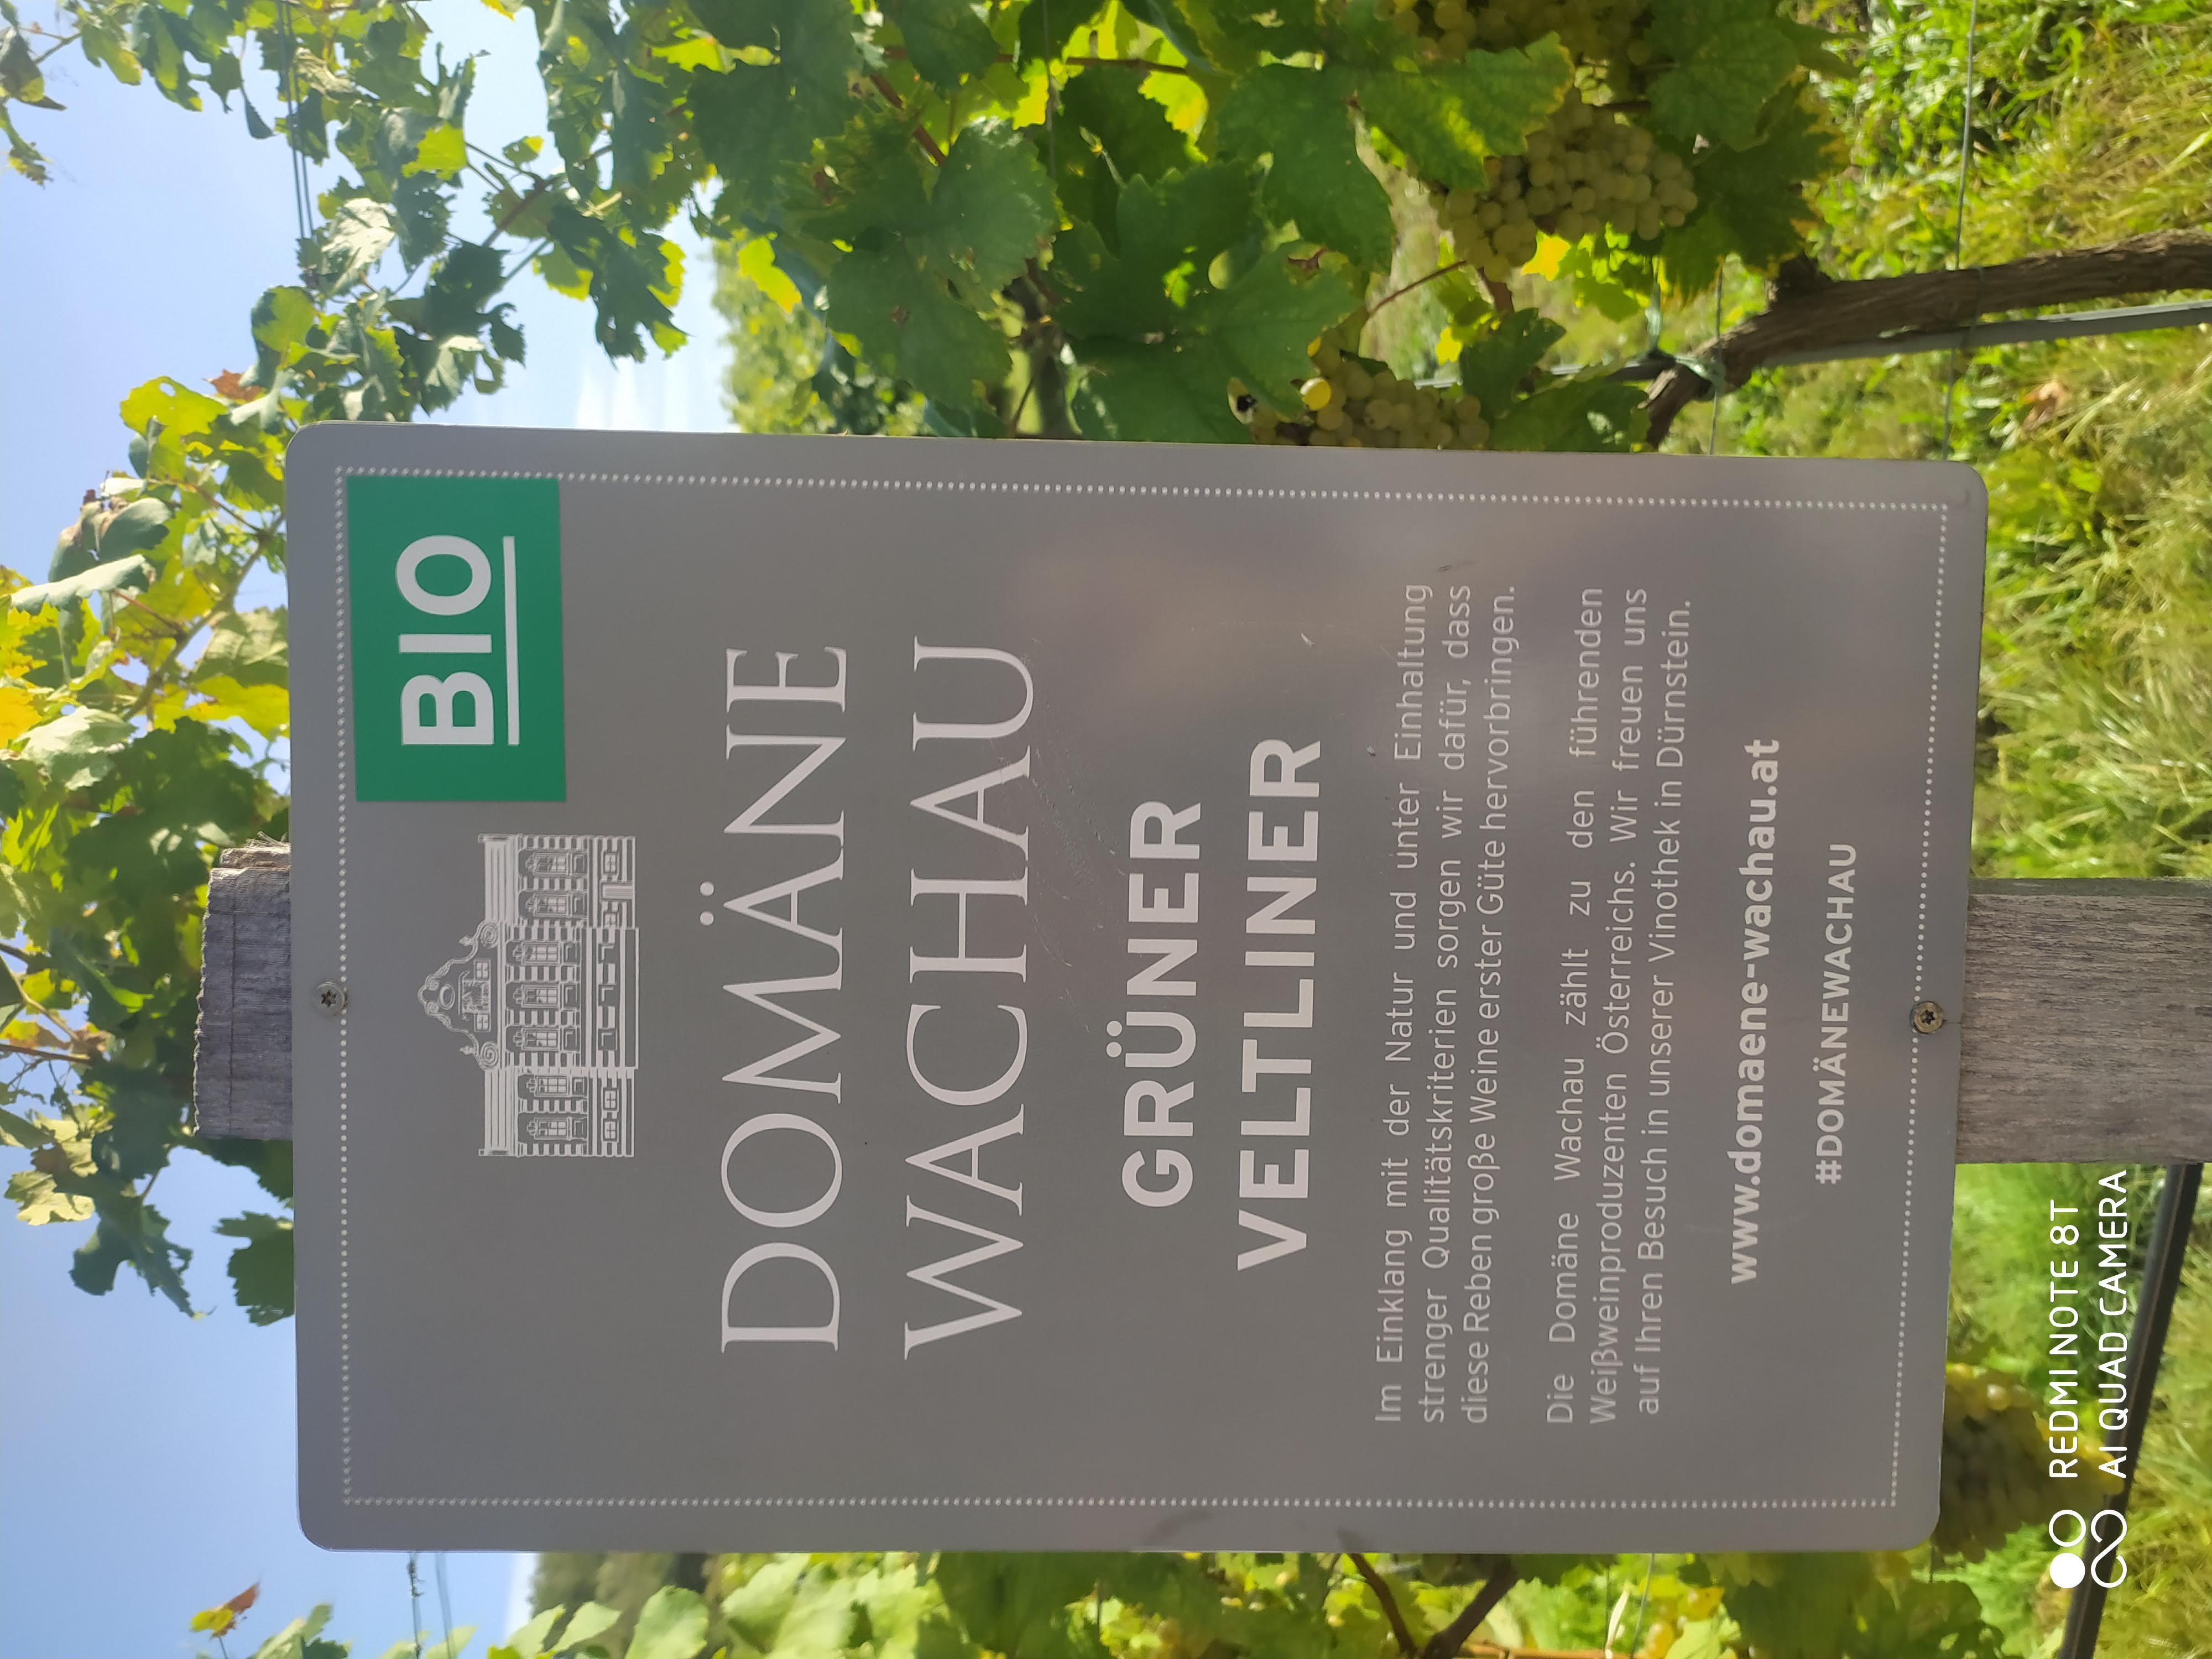 BIO
DOMÄNE
WACHAU
GRÜNER
VELTLINER
Im Einklang mit der Natur und unter Einhaltung
strenger Qualitätskriterien sorgen wir dafür, dass
diese Reben große Weine erster Güte hervorbringen.
Die Domäne Wachau zählt zu den führenden
Weißweinproduzenten Österreichs. Wir freuen uns
auf Ihren Besuch in unserer Vinothek in Dürnstein.
www.domaene-wachau.at
#DOMÄNEWACHAU
REDMI NOTE 8T
AI QUAD CAMERA